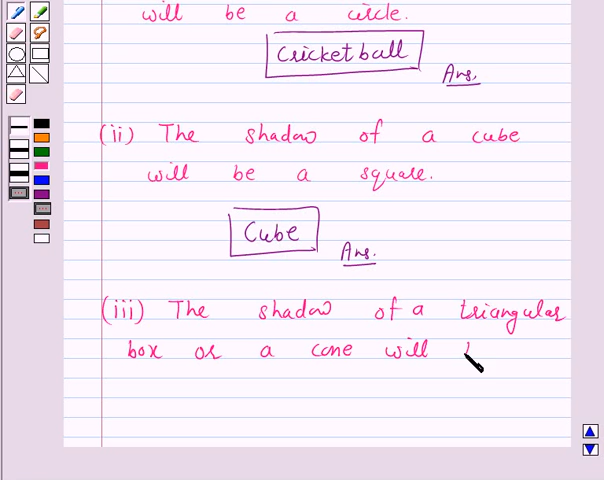 will be a circle.
Cricket ball
Ans.
(ii) The shadow of a cube
will be a square.
Cube
Ans.
(iii) The shadow of a triangular
box or a cone will